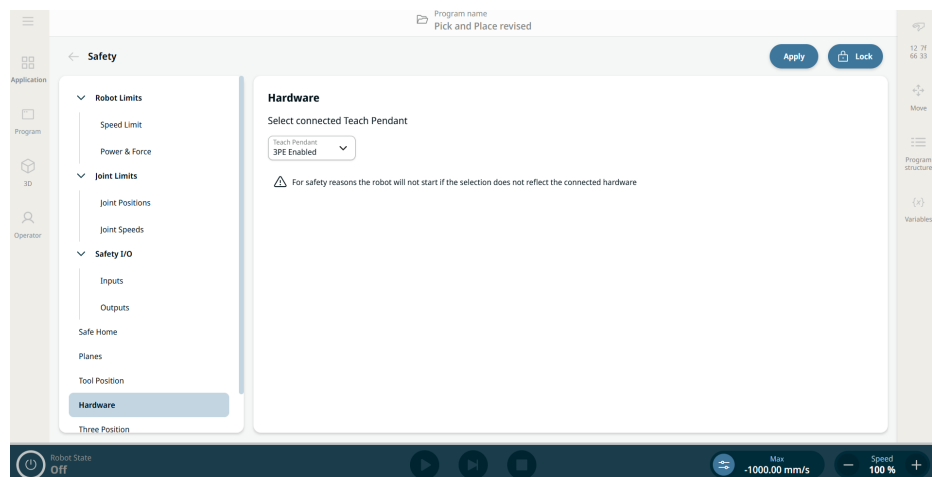 Program name
Pick and Place revised
Safety
Apply
Lock
12 7f
66 33
Application
Program
3D
Operator
Robot Limits
Speed Limit
Power & Force
Joint Limits
Joint Positions
Joint Speeds
Safety I/O
Inputs
Outputs
Safe Home
Planes
Tool Position
Hardware
Three Position
Hardware
Select connected Teach Pendant
Teach Pendant
3PE Enabled
For safety reasons the robot will not start if the selection does not reflect the connected hardware
Move
Program
structure
{x}
Variables
Robot State
Off
Max
-1000.00 mm/s
Speed
100 %